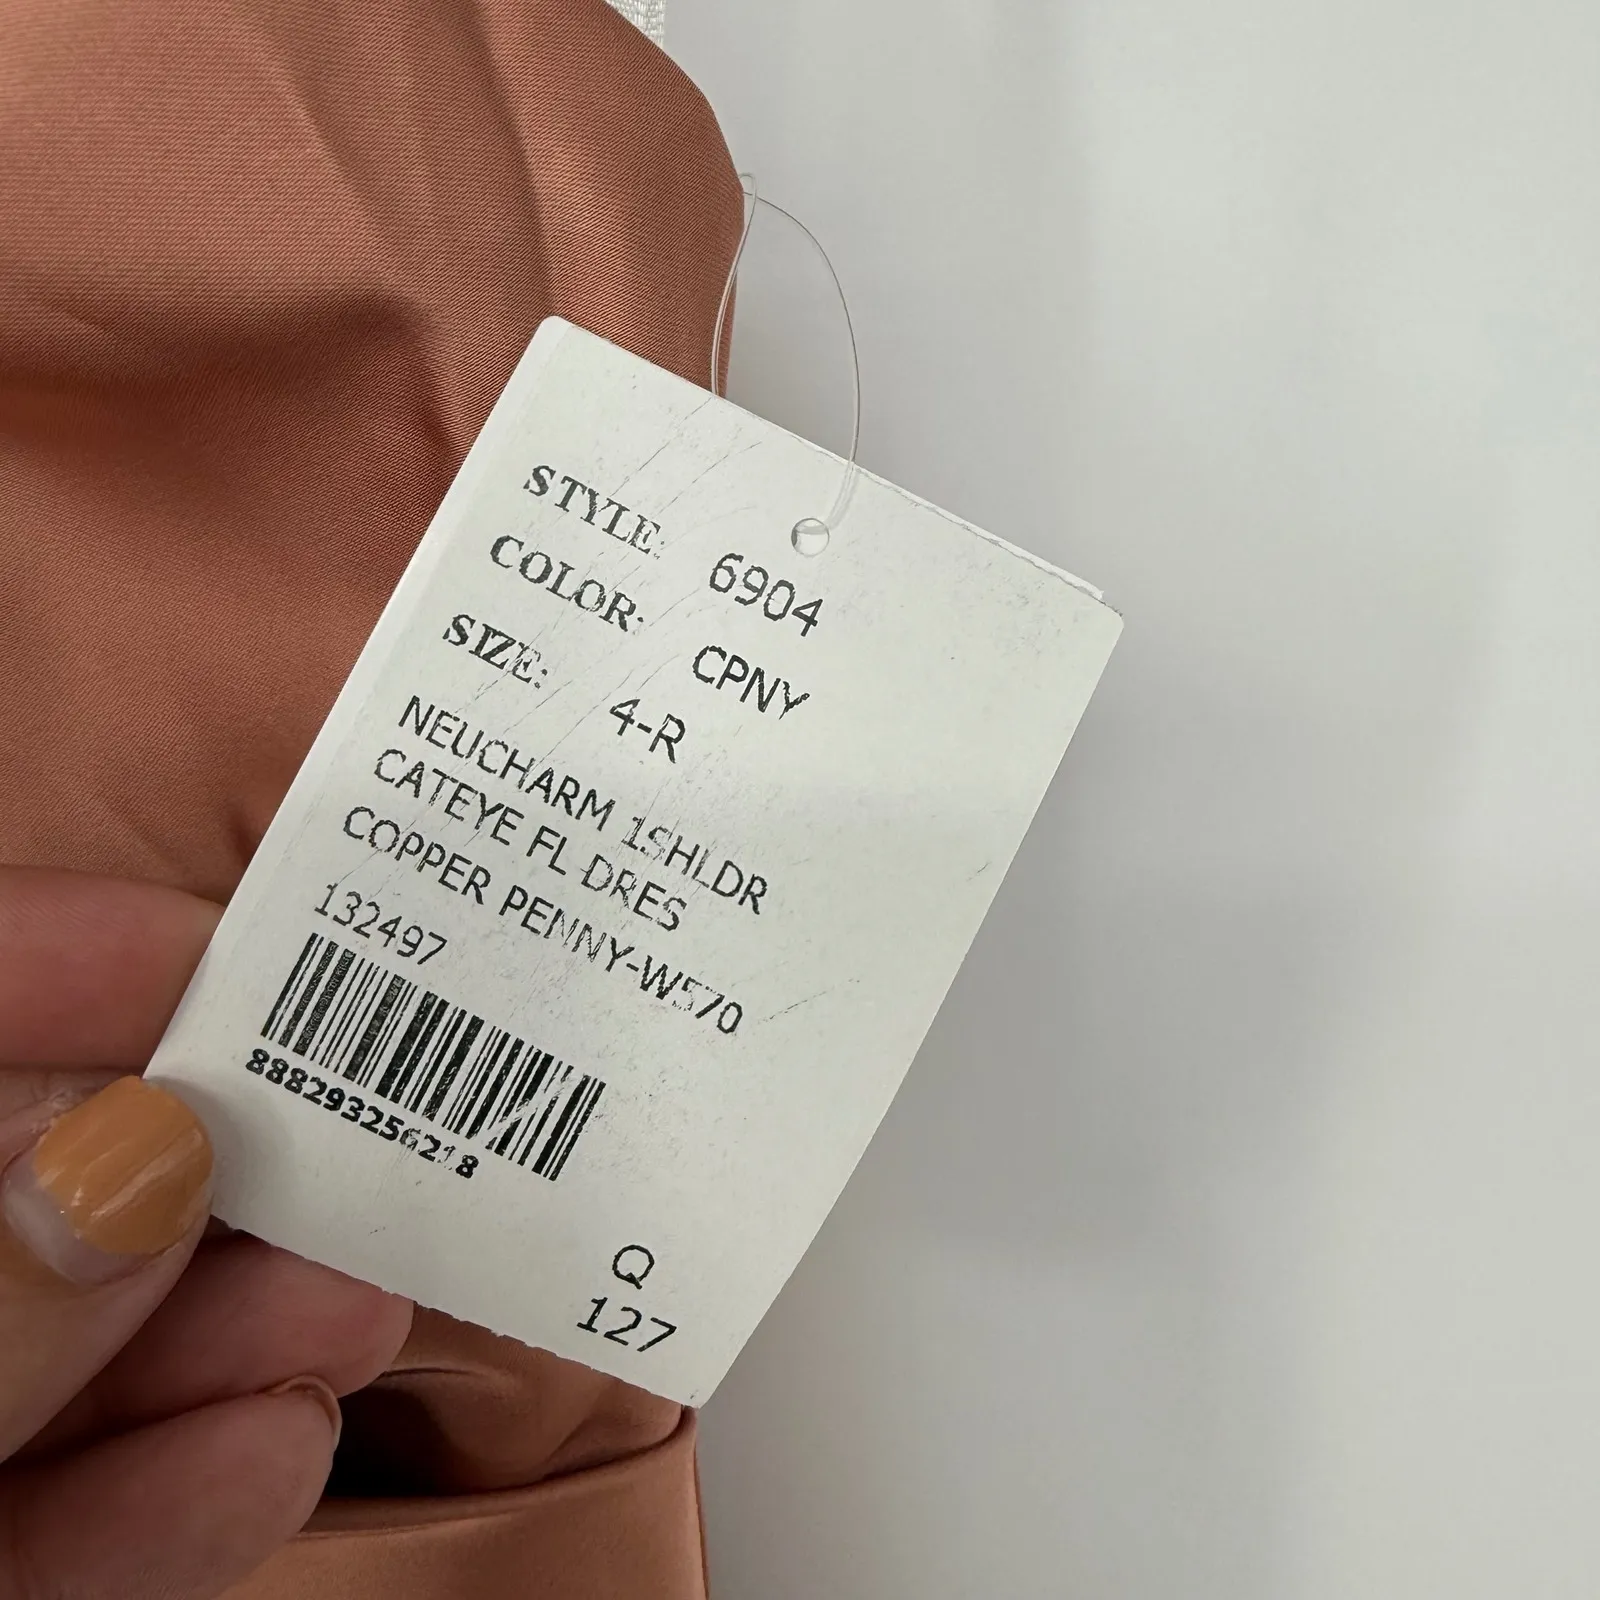 STYLE: 6904
COLOR: CPNY
SIZE: 4-R
NEUCHARM 1SHLDR
CATEYE FL DRES
COPPER PENNY-W570
132497
888293256218
Q
127